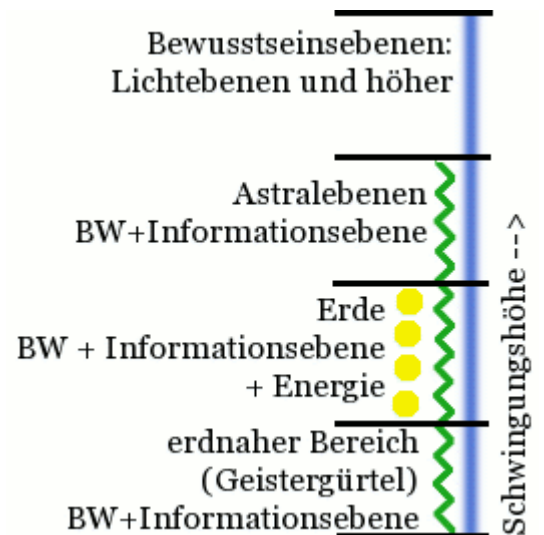 Bewusstseinsebenen:
Lichtebenen und höher
Astralebenen
BW+Informationsebene
Erde
BW + Informationsebene
+ Energie
erdnaher Bereich
(Geistergürtel)
BW+Informationsebene
Schwingungshöhe -->